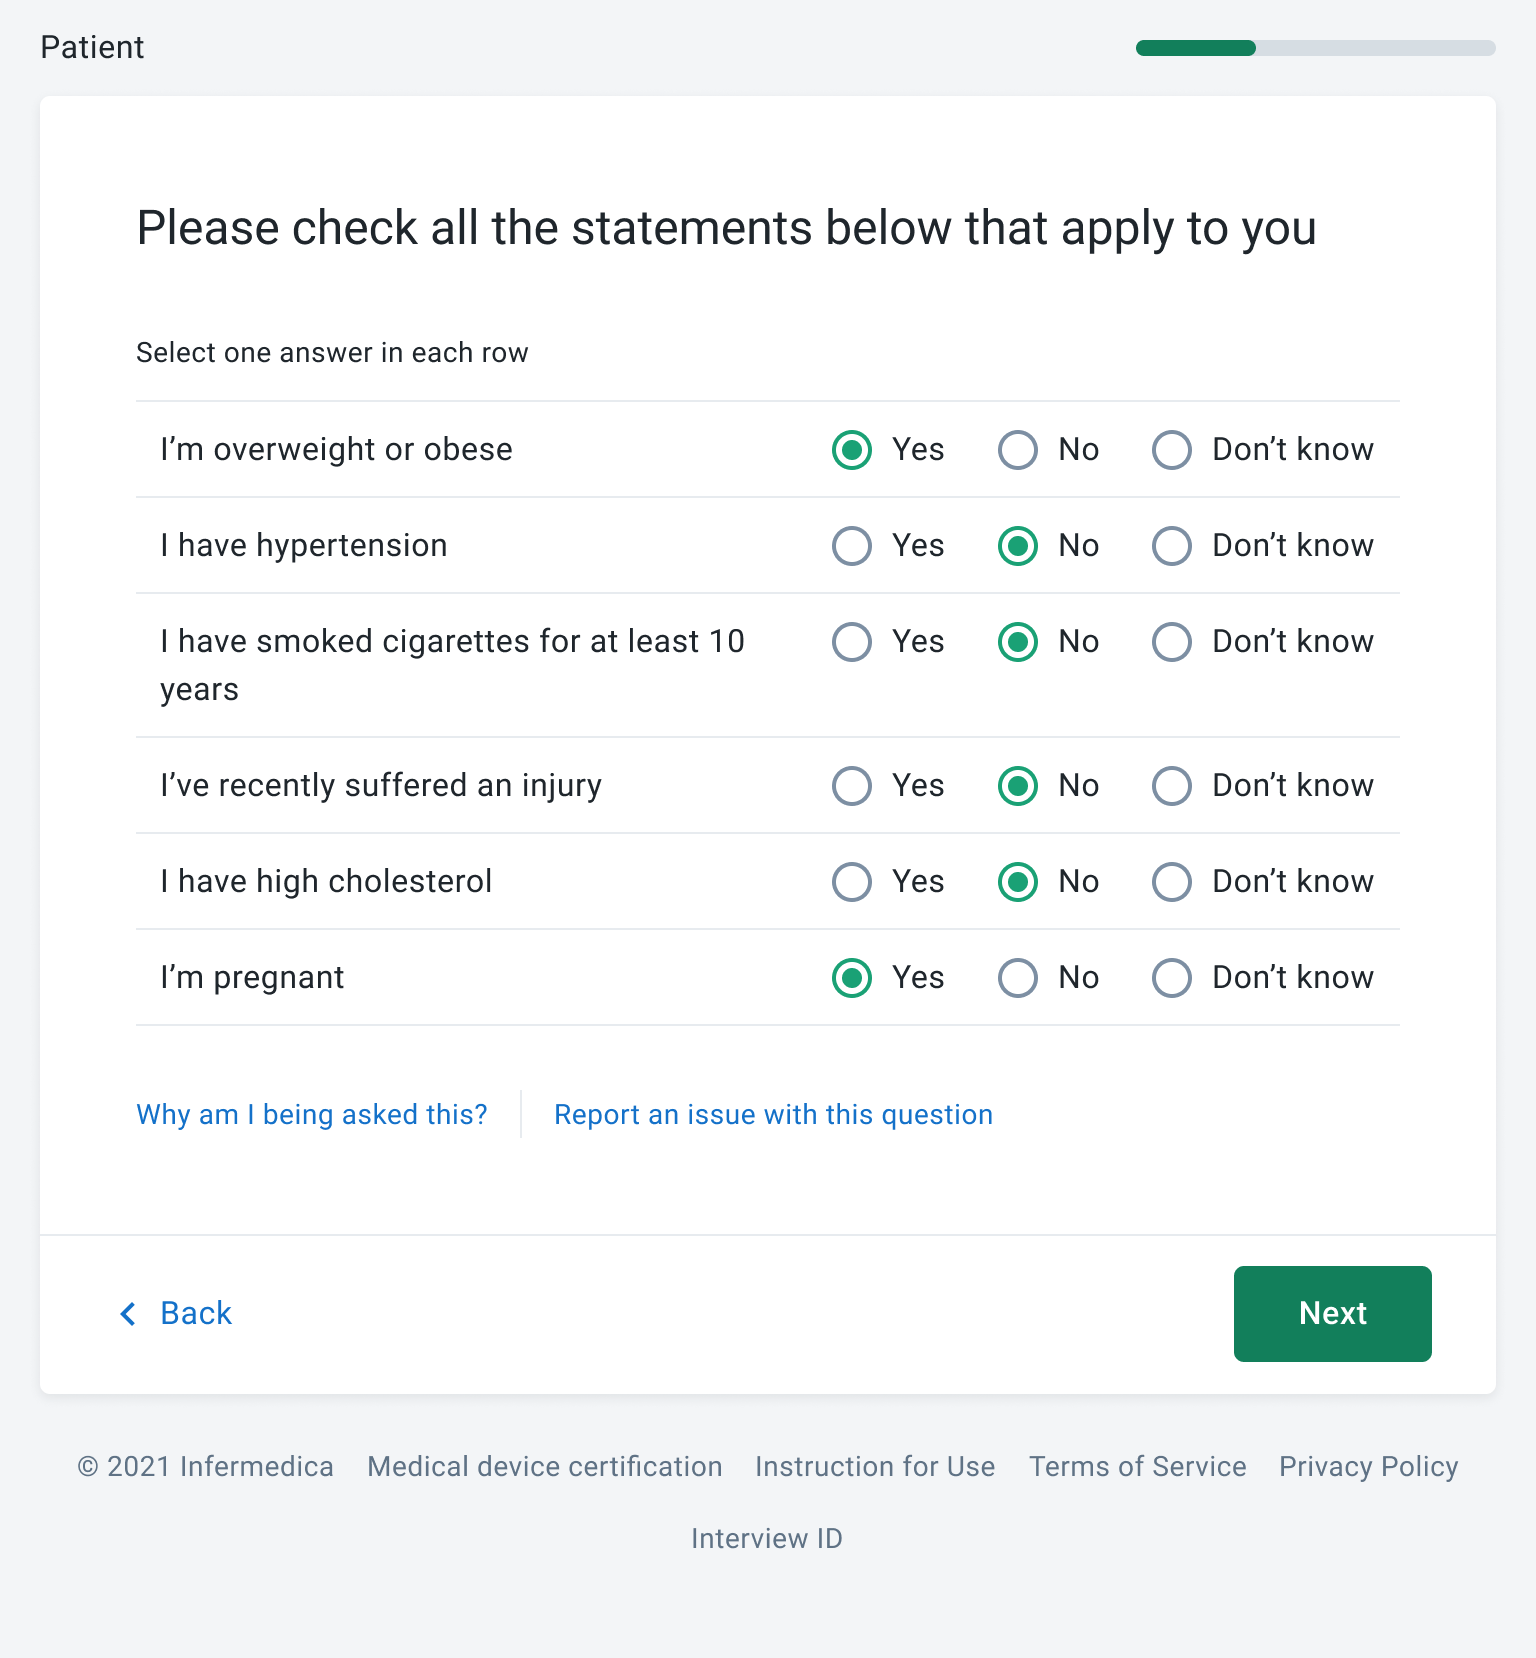 Patient
Please check all the statements below that apply to you
Select one answer in each row
I’m overweight or obese Yes No Don’t know
I have hypertension Yes No Don’t know
I have smoked cigarettes for at least 10 Yes No Don’t know
years
I’ve recently suffered an injury Yes No Don’t know
I have high cholesterol Yes No Don’t know
I’m pregnant Yes No Don’t know
Why am I being asked this? Report an issue with this question
Back Next
© 2021 Infermedica Medical device certification Instruction for Use Terms of Service Privacy Policy
Interview ID